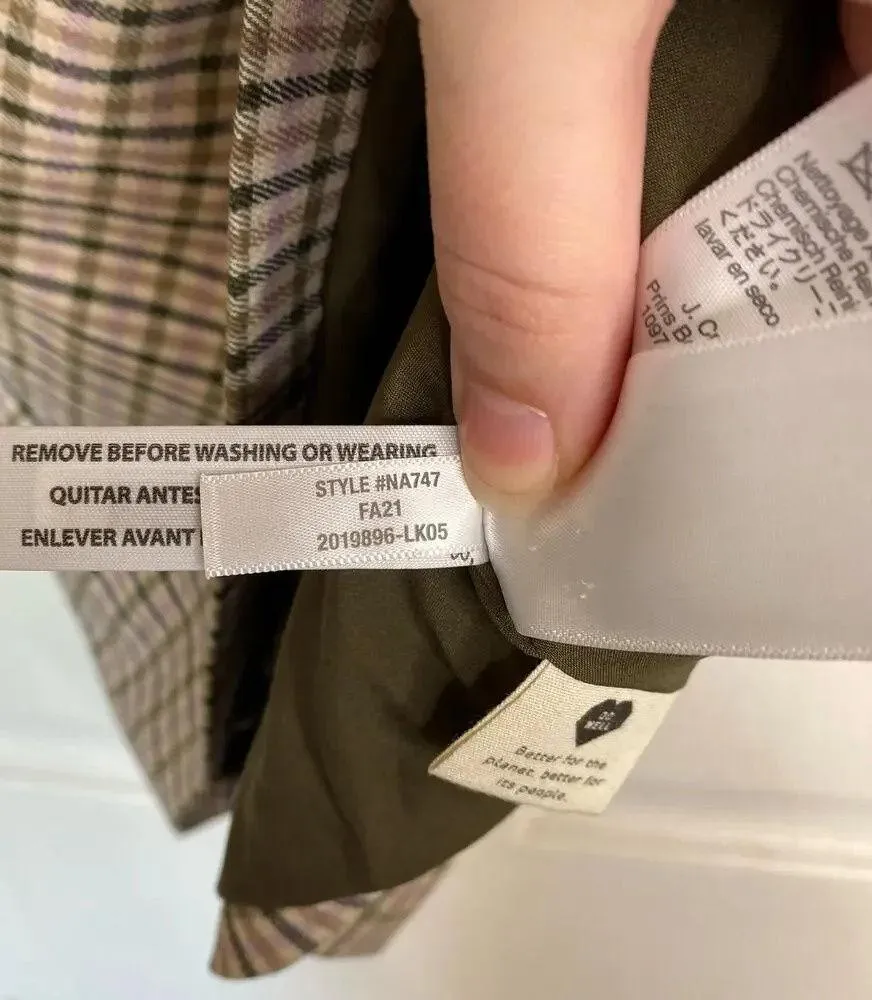 REMOVE BEFORE WASHING OR WEARING
QUITAR ANTES
ENLEVER AVANT
STYLE #NA747
FA21
2019896-LK05
Nettoyage
Chemische Rei
Chemisch Reini
ドライクリー
ください。
lavar en seco
J. C
Prins B
1097
DO
WELL
Better for the
planet, better for
its people.